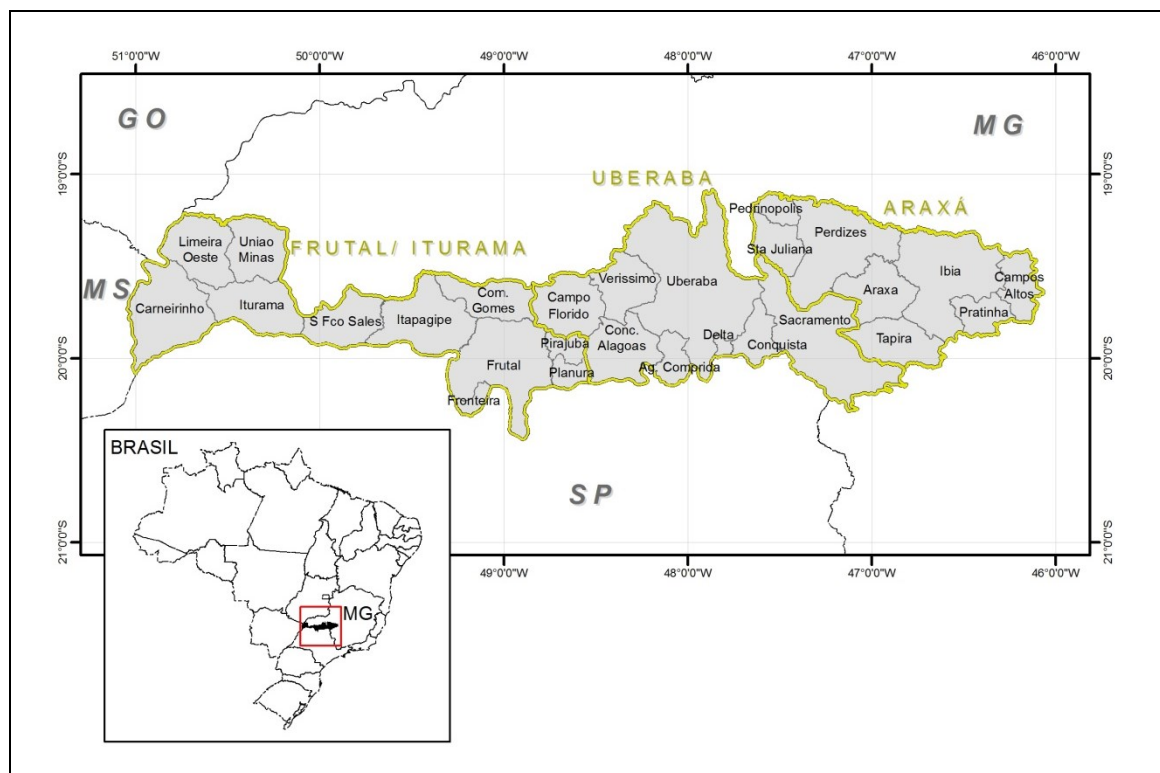 51°0'0"W
50°0'0"W
49°0'0"W
48°0'0"W
47°0'0"W
46°0'0"W
GO
MG
19°0'0"S
19°0'0"S
UBERABA
ARAXÁ
FRUTAL/ ITURAMA
Pedrinopolis
Perdizes
Limeira
Oeste
Uniao
Minas
Sta Juliana
MS
Verissimo
Uberaba
Ibia
Campos
Altos
Carneirinho
Iturama
Com.
Gomes
Campo
Florido
Araxa
S Fco Sales
Itapagipe
Sacramento
Pratinha
Conc.
Alagoas
Delta
Conquista
Tapira
Pirajuba
Frutal
Planura
Ag. Comprida
20°0'0"S
20°0'0"S
Fronteira
SP
BRASIL
MG
21°0'0"S
21°0'0"S
49°0'0"W
48°0'0"W
47°0'0"W
46°0'0"W